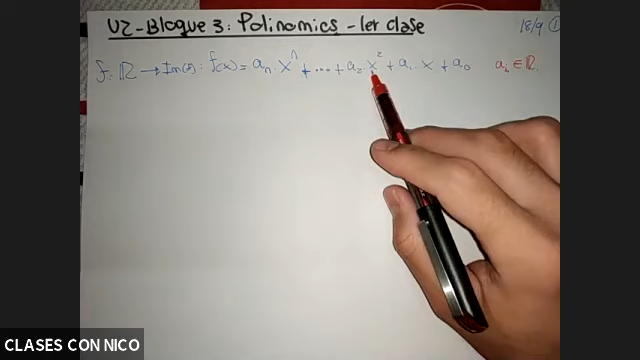 U2-Bloque 3: Polinomics - 1er clase
18/9 ①
f: ℝ → Im(f): f(x) = aₙ · xⁿ + ... + a₂ · x² + a₁ · x + a₀ aᵢ ∈ ℝ.
CLASES CON NICO